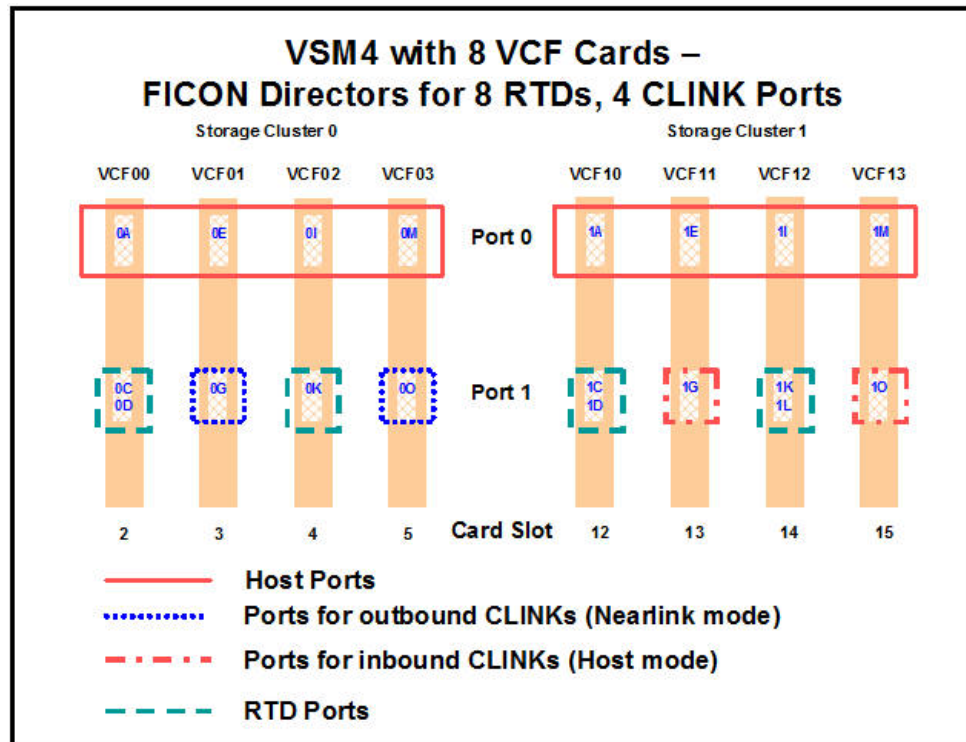 VSM4 with 8 VCF Cards –
FICON Directors for 8 RTDs, 4 CLINK Ports
Storage Cluster 0 Storage Cluster 1
VCF00 VCF01 VCF02 VCF03 VCF10 VCF11 VCF12 VCF13
0A 0E 0I 0M Port 0 1A 1E 1I 1M
0C 0G 0K 0O Port 1 1C 1G 1K 1O
0D 1D 1L
2 3 4 5 Card Slot 12 13 14 15
Host Ports
Ports for outbound CLINKs (Nearlink mode)
Ports for inbound CLINKs (Host mode)
RTD Ports